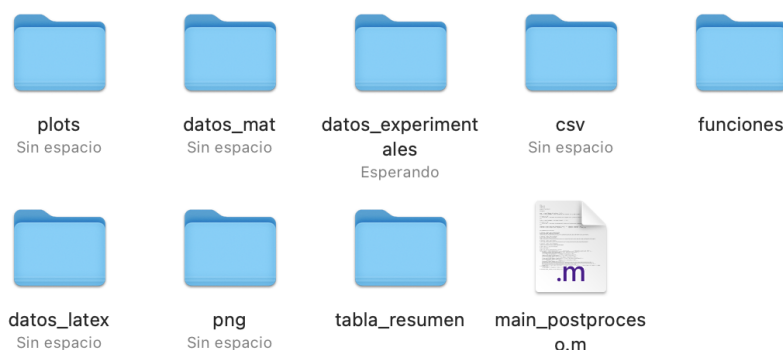 plots
Sin espacio
datos_mat
Sin espacio
datos_experiment
ales
Esperando
csv
Sin espacio
funciones
datos_latex
Sin espacio
png
Sin espacio
tabla_resumen
.m
main_postproces
o.m